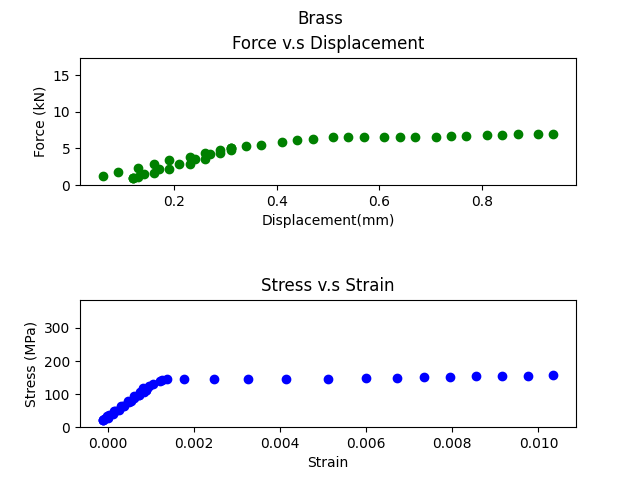 Brass
Force v.s Displacement
Force (kN)
15
10
5
0
0.2 0.4 0.6 0.8
Displacement(mm)
Stress v.s Strain
Stress (MPa)
300
200
100
0
0.000 0.002 0.004 0.006 0.008 0.010
Strain